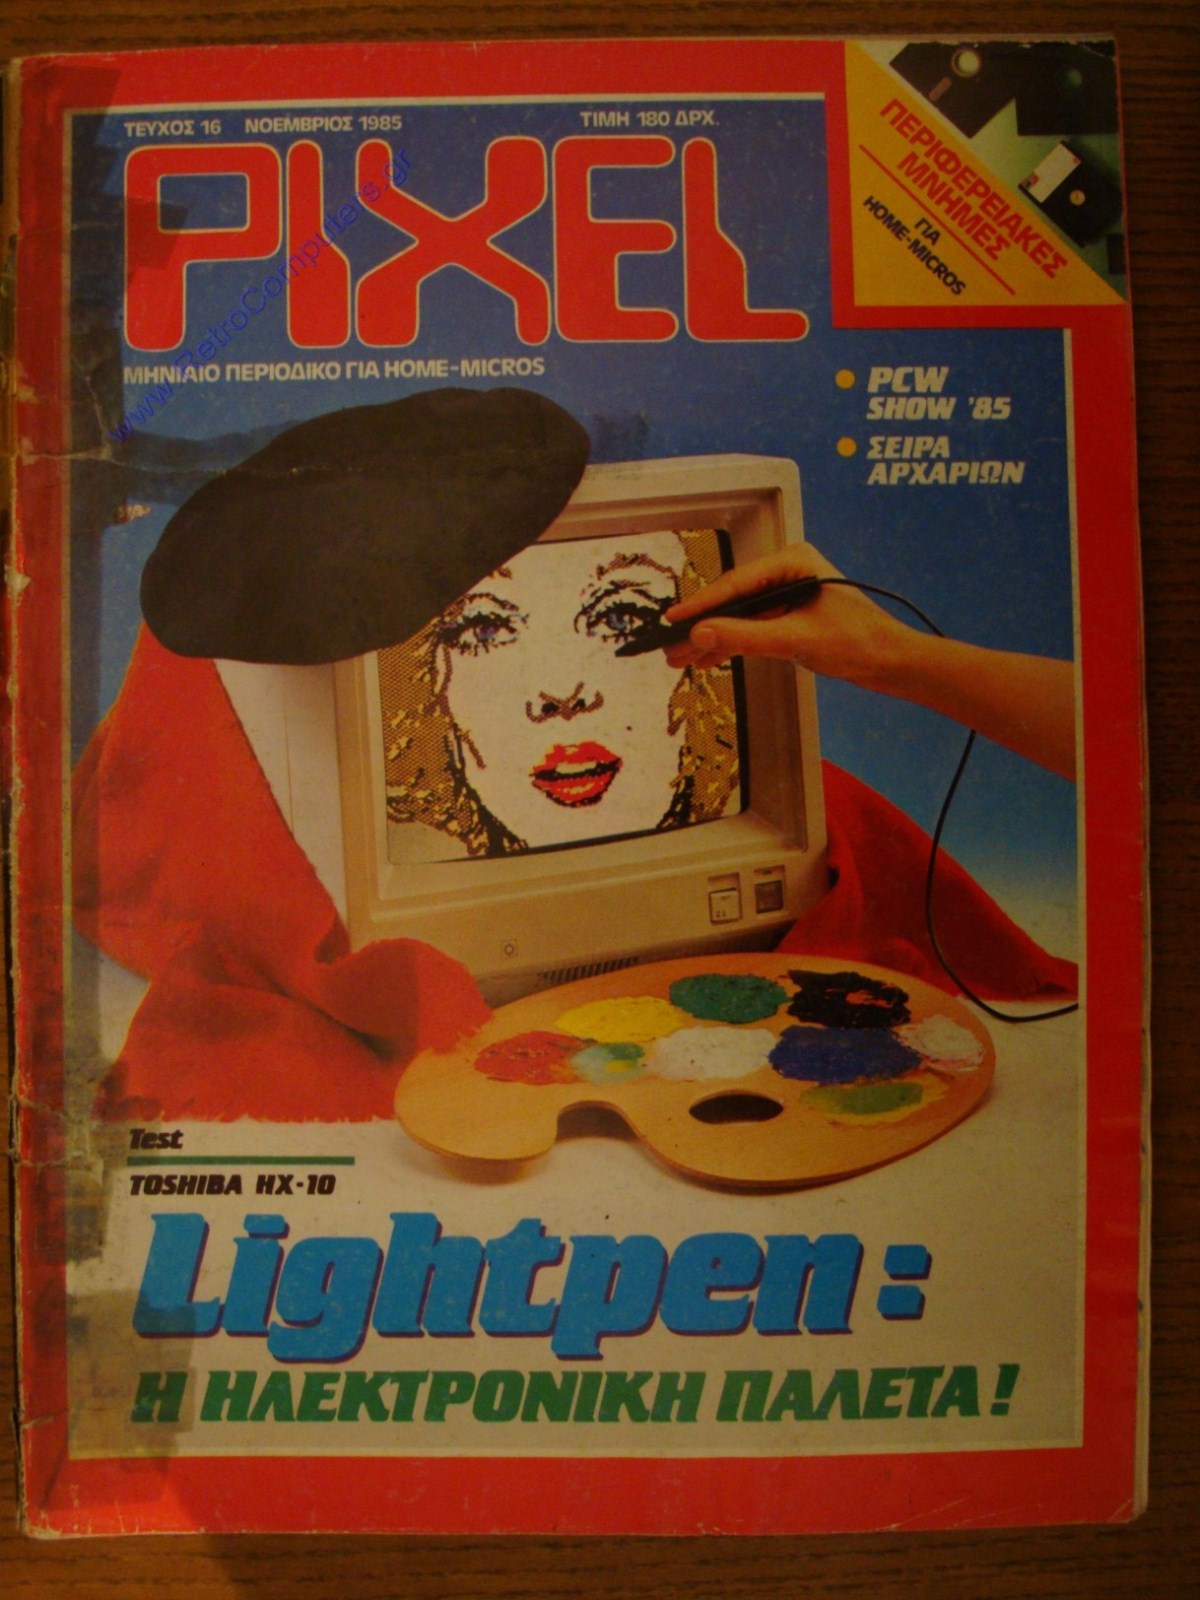 ΤΕΥΧΟΣ 16 ΝΟΕΜΒΡΙΟΣ 1985 ΤΙΜΗ 180 ΔΡΧ.
PIXEL
ΜΗΝΙΑΙΟ ΠΕΡΙΟΔΙΚΟ ΓΙΑ HOME-MICROS
www.RetroComputers.gr
ΠΕΡΙΦΕΡΕΙΑΚΕΣ
ΜΝΗΜΕΣ
ΓΙΑ
HOME-MICROS
PCW
SHOW '85
ΣΕΙΡΑ
ΑΡΧΑΡΙΩΝ
Test
TOSHIBA HX-10
Lightpen:
Η ΗΛΕΚΤΡΟΝΙΚΗ ΠΑΛΕΤΑ!